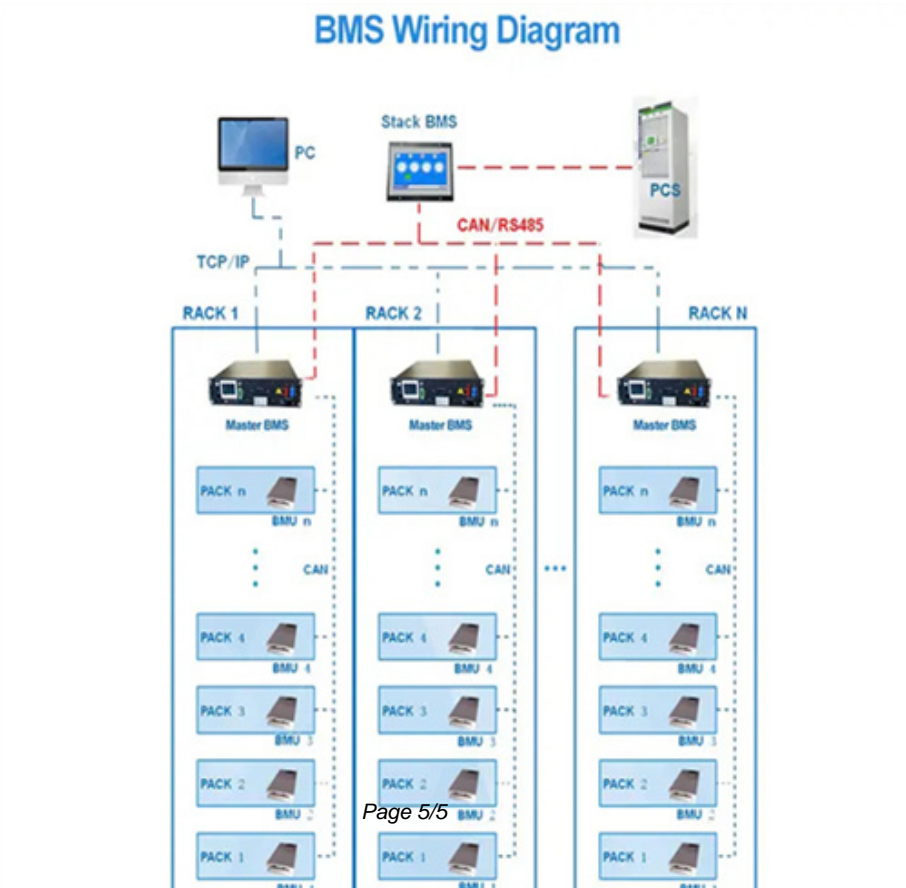 BMS Wiring Diagram
Stack BMS
PC
PCS
CAN/RS485
TCP/IP
RACK 1
RACK 2
RACK N
Master BMS
Master BMS
Master BMS
PACK n
PACK n
PACK n
BMU n
BMU n
BMU n
CAN
CAN
CAN
PACK 4
PACK 4
PACK 4
BMU 4
BMU 4
BMU 4
PACK 3
PACK 3
PACK 3
BMU 3
BMU 3
BMU 3
PACK 2
PACK 2
PACK 2
BMU 2
BMU 2
BMU 2
Page 5/5
PACK 1
PACK 1
PACK 1